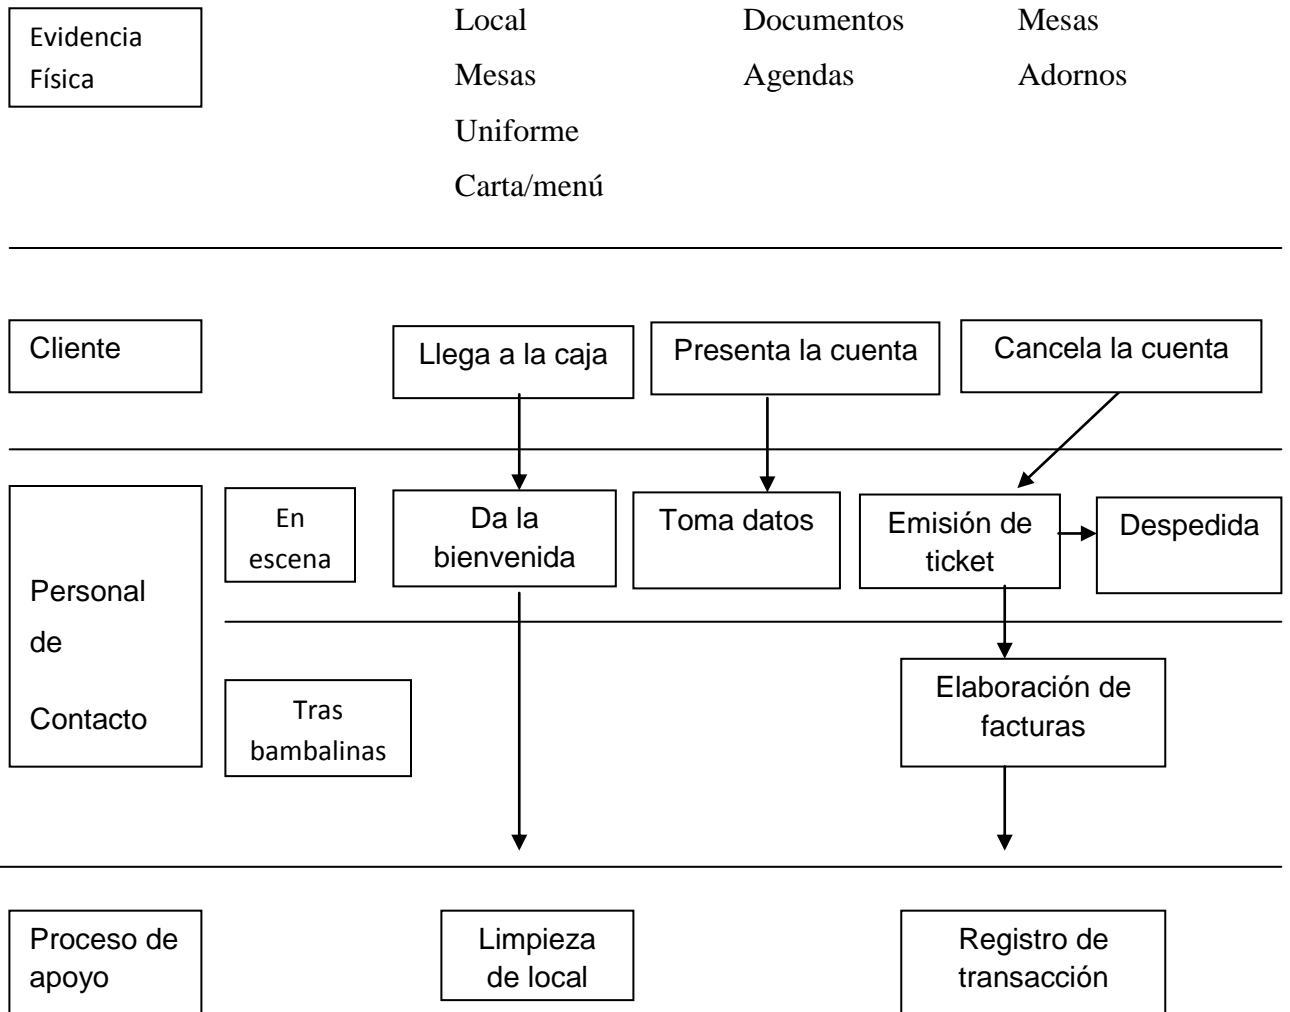 Evidencia
Física
Local
Documentos
Mesas
Mesas
Agendas
Adornos
Uniforme
Carta/menú
Cliente
Llega a la caja
Presenta la cuenta
Cancela la cuenta
Personal
de
Contacto
En
escena
Da la
bienvenida
Toma datos
Emisión de
ticket
Despedida
Tras
bambalinas
Elaboración de
facturas
Proceso de
apoyo
Limpieza
de local
Registro de
transacción